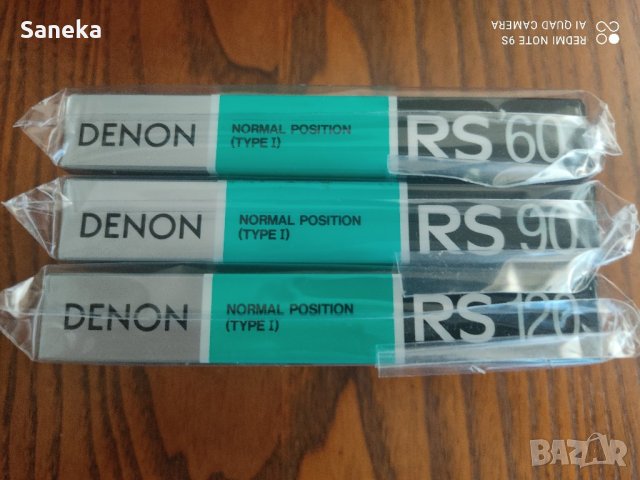 Saneka
REDMI NOTE 9S
AI QUAD CAMERA
DENON
NORMAL POSITION
(TYPE I)
RS 60
DENON
NORMAL POSITION
(TYPE I)
RS 90
DENON
NORMAL POSITION
(TYPE I)
RS 120
BAZAR